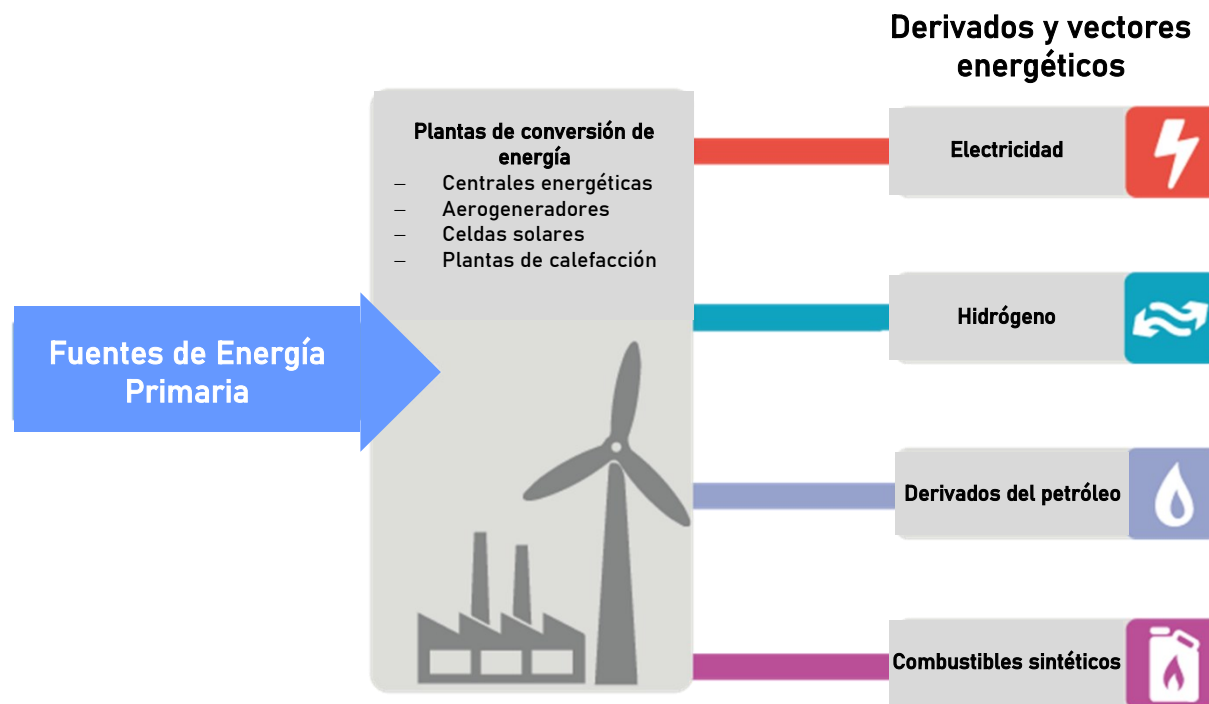 Derivados y vectores
energéticos
Plantas de conversión de
energía
– Centrales energéticas
– Aerogeneradores
– Celdas solares
– Plantas de calefacción
Fuentes de Energía
Primaria
Electricidad
Hidrógeno
Derivados del petróleo
Combustibles sintéticos